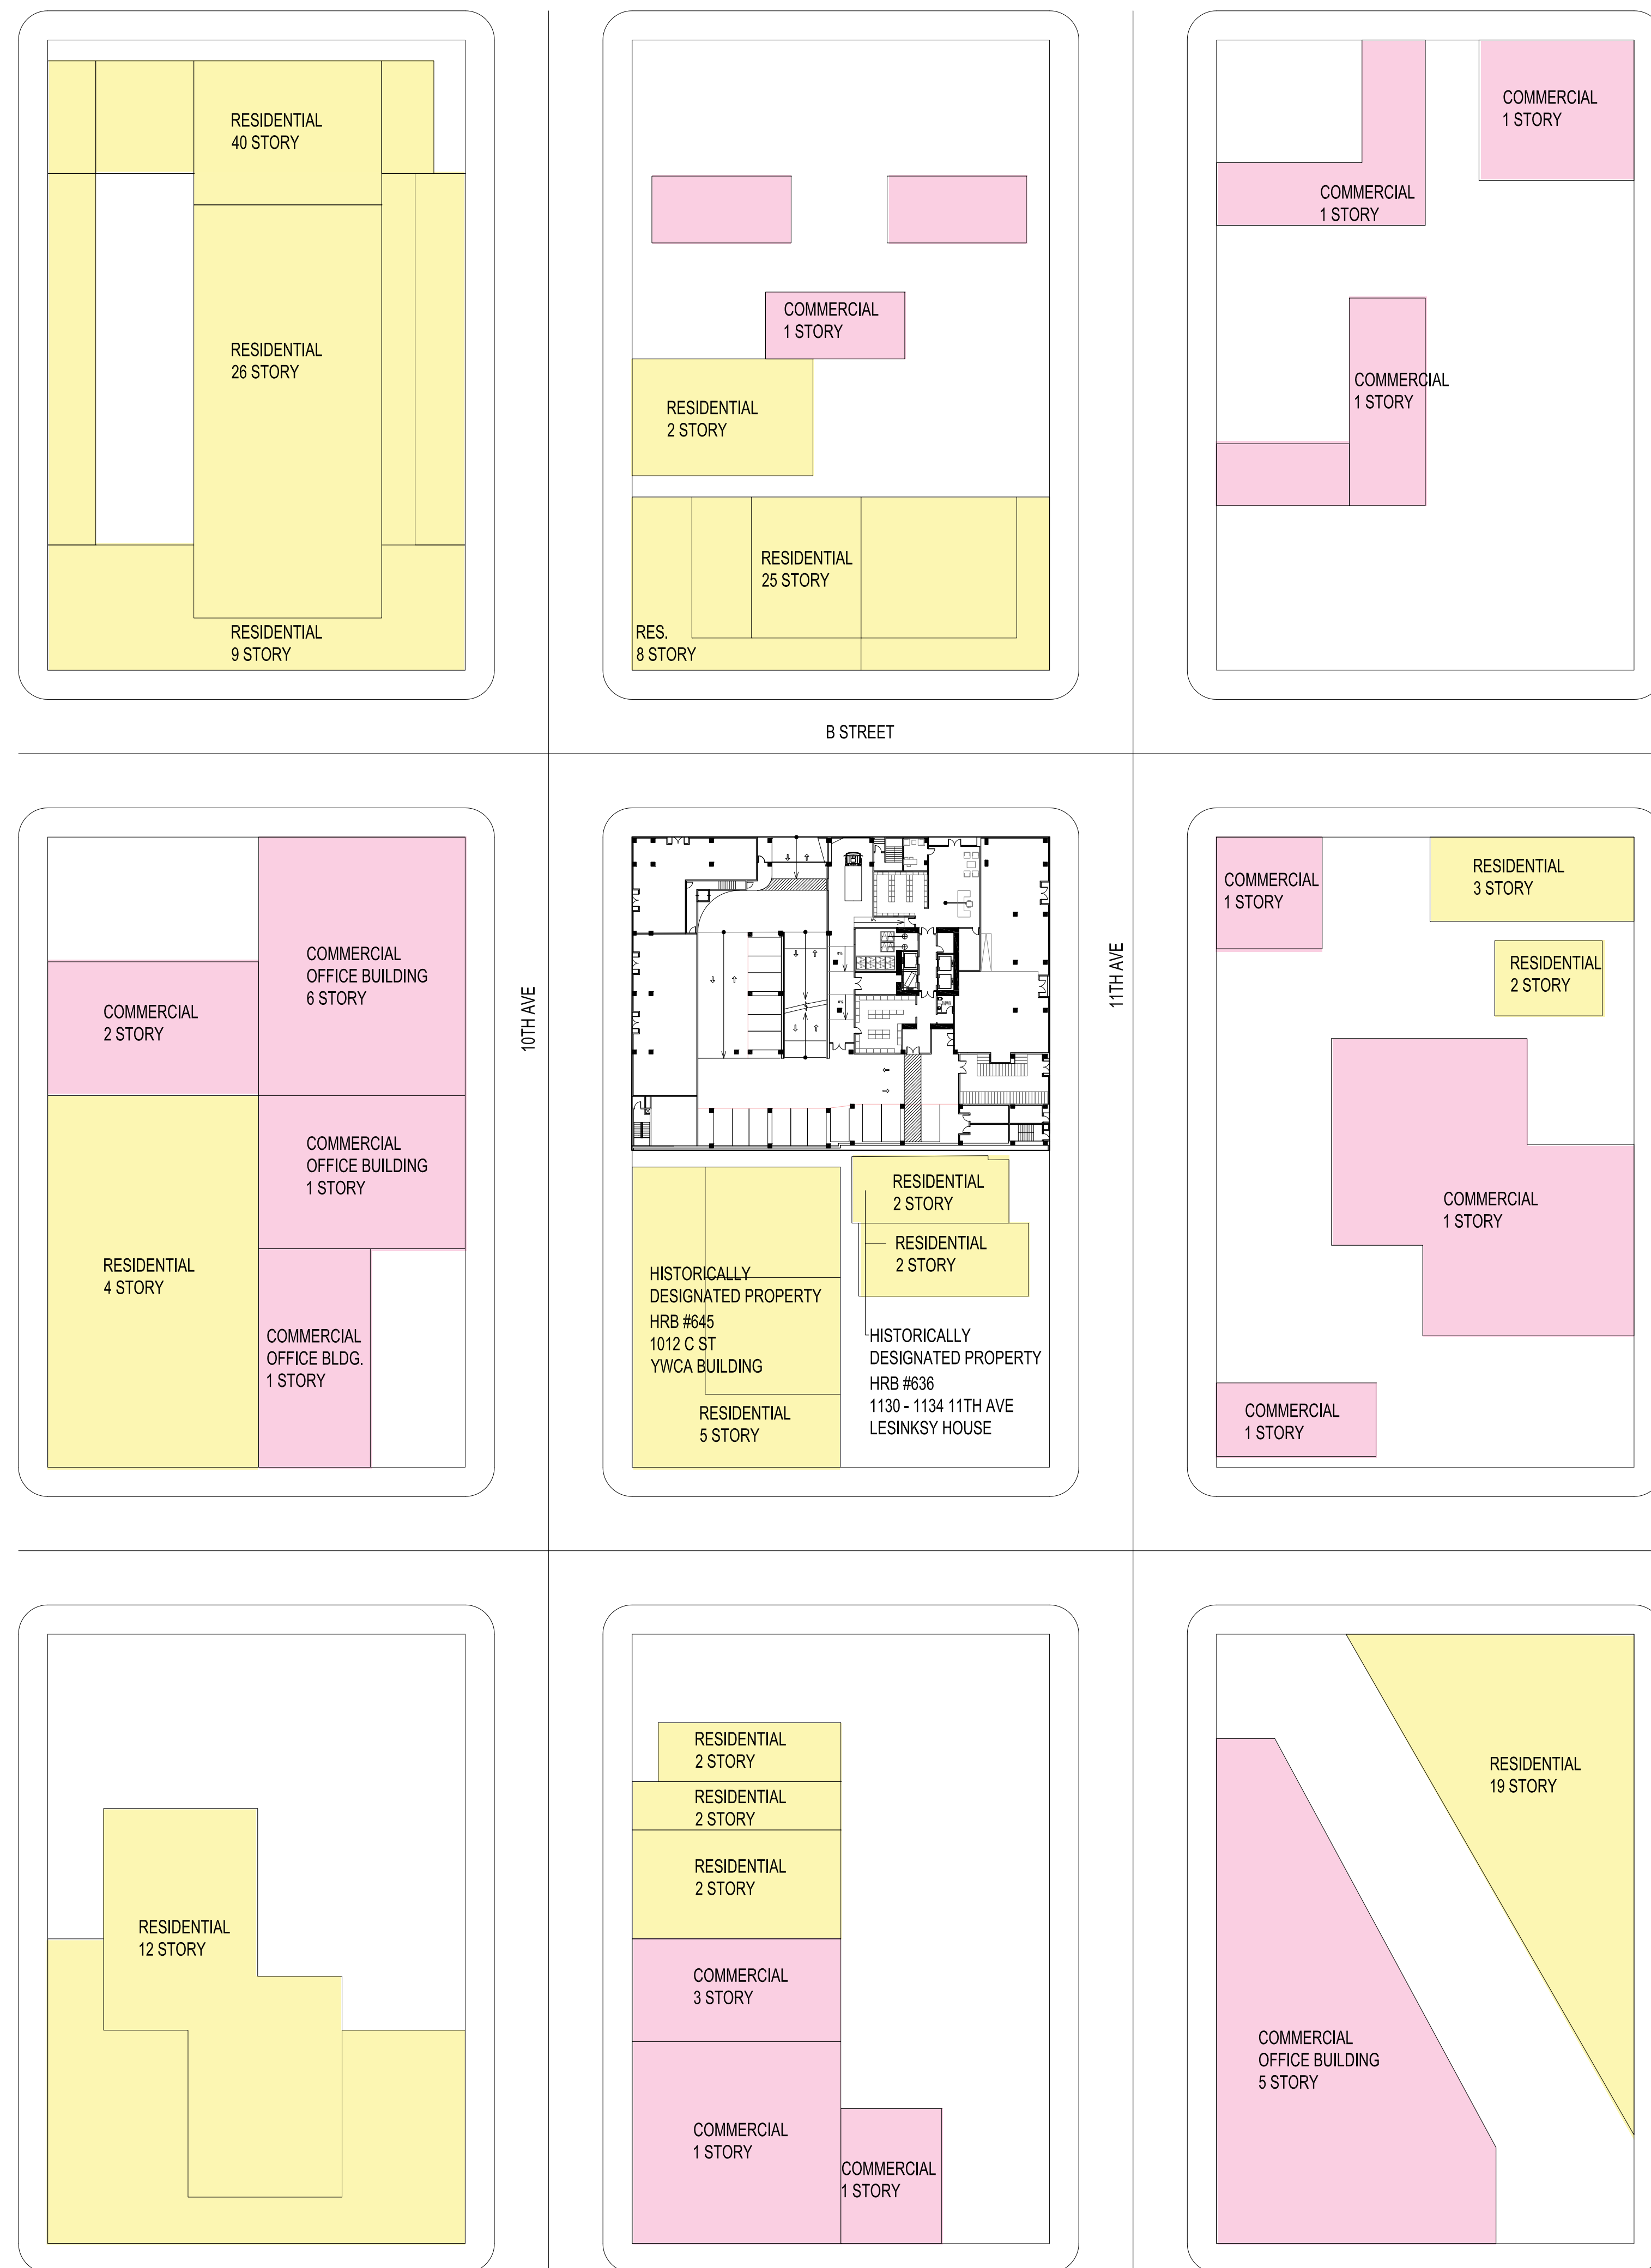 RESIDENTIAL
40 STORY
RESIDENTIAL
26 STORY
RESIDENTIAL
9 STORY
COMMERCIAL
1 STORY
RESIDENTIAL
2 STORY
RESIDENTIAL
25 STORY
RES.
8 STORY
COMMERCIAL
1 STORY
COMMERCIAL
1 STORY
COMMERCIAL
1 STORY
B STREET
COMMERCIAL
OFFICE BUILDING
6 STORY
COMMERCIAL
2 STORY
COMMERCIAL
OFFICE BUILDING
1 STORY
RESIDENTIAL
4 STORY
COMMERCIAL
OFFICE BLDG.
1 STORY
10TH AVE
RESIDENTIAL
2 STORY
RESIDENTIAL
2 STORY
HISTORICALLY
DESIGNATED PROPERTY
HRB #645
1012 C ST
YWCA BUILDING
RESIDENTIAL
5 STORY
HISTORICALLY
DESIGNATED PROPERTY
HRB #636
1130 - 1134 11TH AVE
LESINKSY HOUSE
11TH AVE
COMMERCIAL
1 STORY
RESIDENTIAL
3 STORY
RESIDENTIAL
2 STORY
COMMERCIAL
1 STORY
COMMERCIAL
1 STORY
RESIDENTIAL
12 STORY
RESIDENTIAL
2 STORY
RESIDENTIAL
2 STORY
RESIDENTIAL
2 STORY
COMMERCIAL
3 STORY
COMMERCIAL
1 STORY
COMMERCIAL
1 STORY
RESIDENTIAL
19 STORY
COMMERCIAL
OFFICE BUILDING
5 STORY